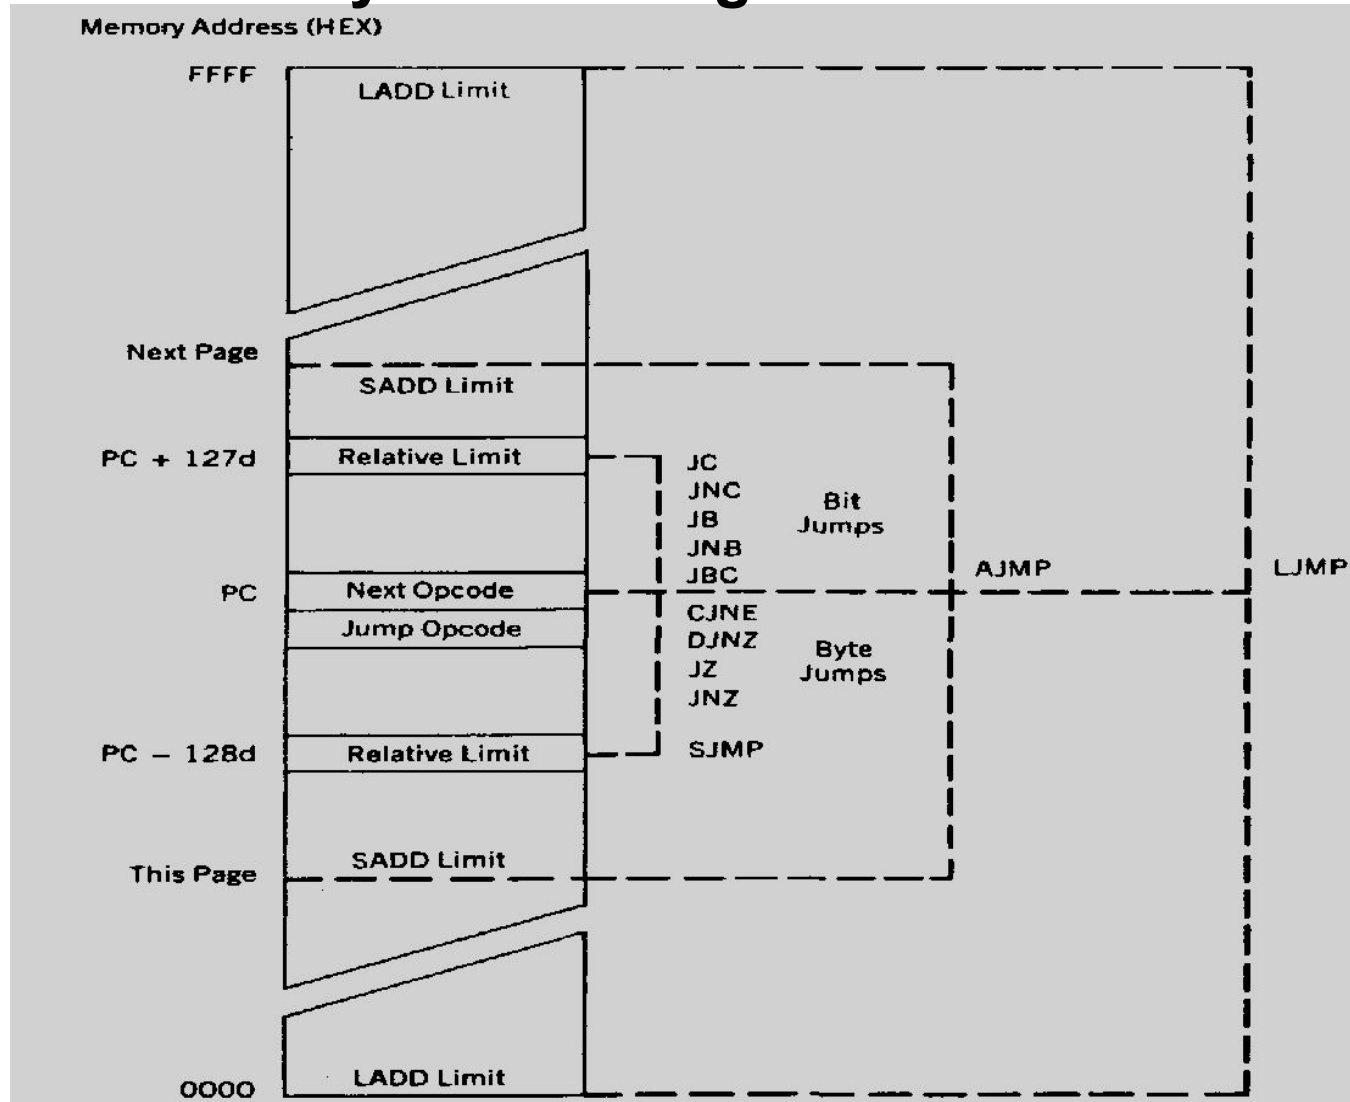 Memory Address (HEX)
FFFF
LADD Limit
Next Page
SADD Limit
PC + 127d
Relative Limit
JC
JNC
Bit
JB
Jumps
JNB
JBC
AJMP
LJMP
PC
Next Opcode
CJNE
Jump Opcode
DJNZ
Byte
JZ
Jumps
JNZ
PC − 128d
Relative Limit
SJMP
SADD Limit
This Page
LADD Limit
0000